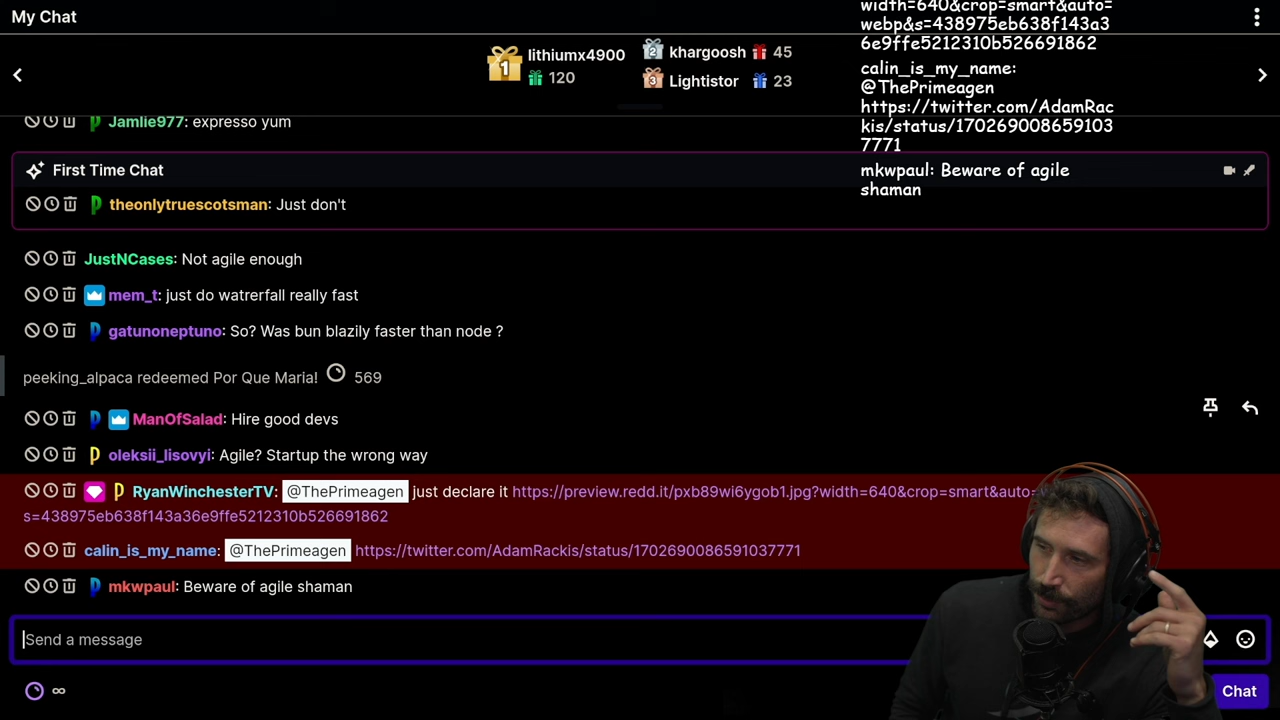 My Chat
lithiumx4900
120
khargoosh 45
Lightistor 23
width=640&crop=smart&auto=
webp&s=438975eb638f143a3
6e9ffe5212310b526691862
calin_is_my_name:
@ThePrimeagen
https://twitter.com/AdamRac
kis/status/170269008659103
7771
mkwpaul: Beware of agile
shaman
Jamlie977: expresso yum
First Time Chat
theonlytruescotsman: Just don't
JustNCases: Not agile enough
mem_t: just do watrerfall really fast
gatunoneptuno: So? Was bun blazily faster than node ?
peeking_alpaca redeemed Por Que Maria! 569
ManOfSalad: Hire good devs
oleksii_lisovyi: Agile? Startup the wrong way
RyanWinchesterTV: @ThePrimeagen just declare it https://preview.redd.it/pxb89wi6ygob1.jpg?width=640&crop=smart&auto=
s=438975eb638f143a36e9ffe5212310b526691862
calin_is_my_name: @ThePrimeagen https://twitter.com/AdamRackis/status/1702690086591037771
mkwpaul: Beware of agile shaman
Send a message
Chat